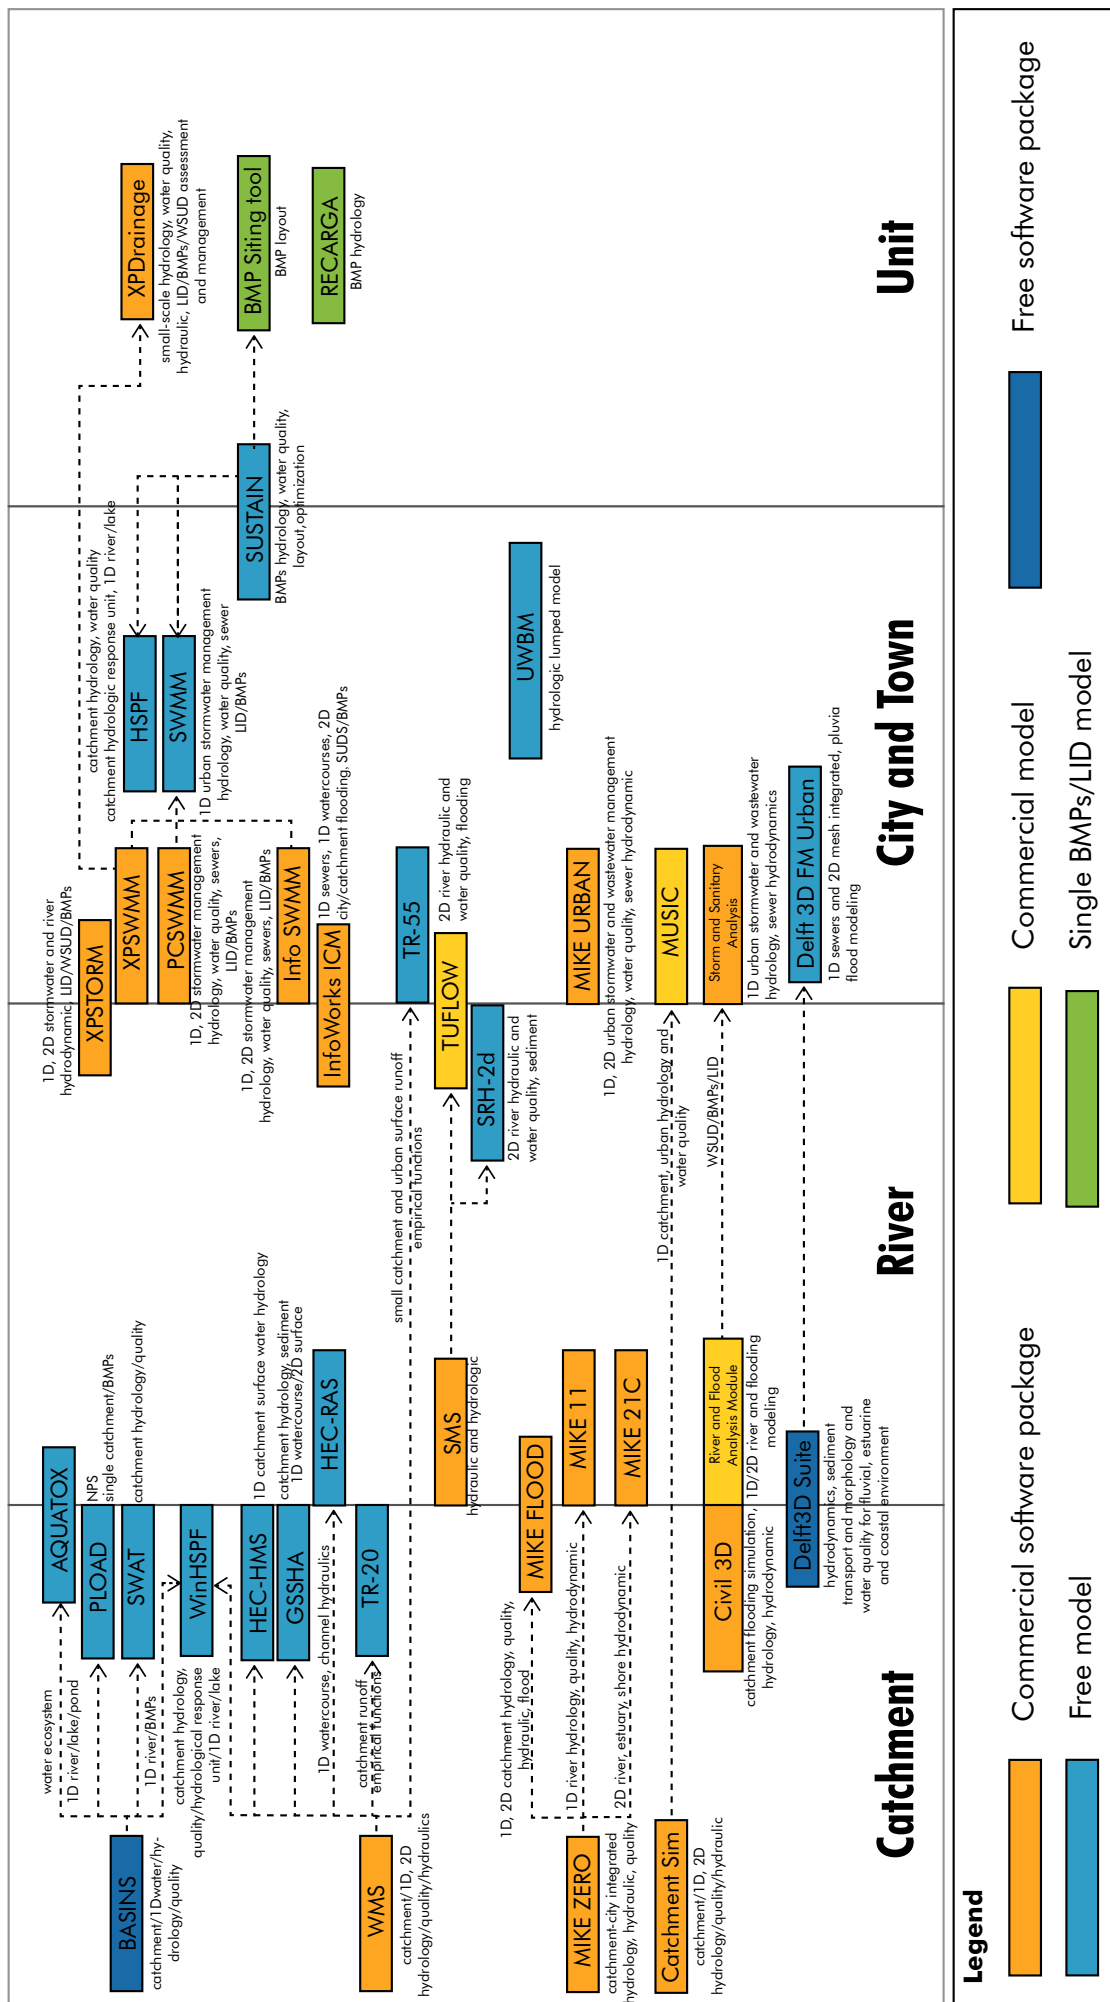 BASINS
catchment/1Dwater/hy-
drology/quality
WMS
catchment/1D, 2D
hydrology/quality/hydraulics
MIKE ZERO
catchment-city integrated
hydrology, hydraulic, quality
Catchment Sim
catchment/1D, 2D
hydrology/quality/hydraulic
water ecosystem
1D river/lake/pond
AQUATOX
PLOAD
NPS
single catchment/BMPs
1D river/BMPs
SWAT
catchment hydrology/quality
catchment hydrology,
quality/hydrological response
unit/1D river/lake
WinHSPF
HEC-HMS
1D catchment surface water hydrology
GSSHA
catchment hydrology, sediment
1D watercourse/2D surface
1D watercourse, channel hydraulics
HEC-RAS
catchment runoff
empirical functions
TR-20
small catchment and urban surface runoff
empirical functions
TR-55
SMS
hydraulic and hydrologic
TUFLOW
2D river hydraulic and
water quality, flooding
SRH-2d
2D river hydraulic and
water quality, sediment
1D, 2D catchment hydrology, quality,
hydraulic, flood
MIKE FLOOD
1D river hydrology, quality, hydrodynamic
MIKE 11
2D river, estuary, shore hydrodynamic
MIKE 21C
1D catchment, urban hydrology and
water quality
MUSIC
Civil 3D
catchment flooding simulation,
hydrology, hydrodynamic
River and Flood
Analysis Module
1D/2D river and flooding
modeling
WSUD/BMPs/LID
Storm and Sanitary
Analysis
1D urban stormwater and wastewater
hydrology, sewer hydrodynamics
Delft3D Suite
hydrodynamics, sediment
transport and morphology and
water quality for fluvial, estuarine
and coastal environment
Delft 3D FM Urban
1D sewers and 2D mesh integrated, pluvia
flood modeling
1D, 2D stormwater and river
hydrodynamic, LID/WSUD/BMPs
XPSTORM
XPSWMM
PCSWMM
1D, 2D stormwater management
hydrology, water quality, sewers,
LID/BMPs
1D, 2D stormwater management
hydrology, water quality, sewers, LID/BMPs
Info SWMM
InfoWorks ICM
1D sewers, 1D watercourses, 2D
city/catchment flooding, SUDS/BMPs
MIKE URBAN
1D, 2D urban stormwater and wastewater management
hydrology, water quality, sewer hydrodynamic
catchment hydrology, water quality
catchment hydrologic response unit, 1D river/lake
HSPF
SWMM
1D urban stormwater management
hydrology, water quality, sewer
LID/BMPs
UWBM
hydrologic lumped model
SUSTAIN
BMPs hydrology, water quality,
layout,optimization
XPDrainage
small-scale hydrology, water quality,
hydraulic, LID/BMPs/WSUD assessment
and management
BMP Siting tool
BMP layout
RECARGA
BMP hydrology
Catchment
River
City and Town
Unit
Legend
Commercial software package
Commercial model
Free software package
Free model
Single BMPs/LID model